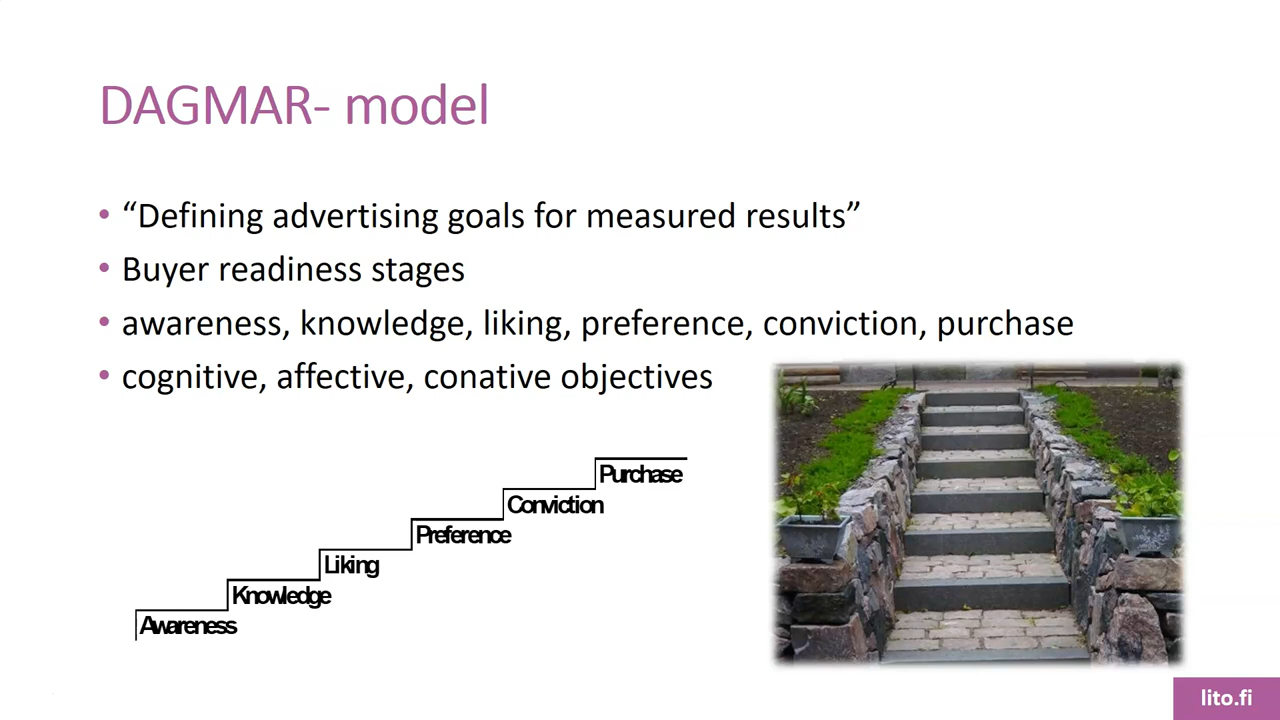 DAGMAR- model
• “Defining advertising goals for measured results”
• Buyer readiness stages
• awareness, knowledge, liking, preference, conviction, purchase
• cognitive, affective, conative objectives
Purchase
Conviction
Preference
Liking
Knowledge
Awareness
lito.fi